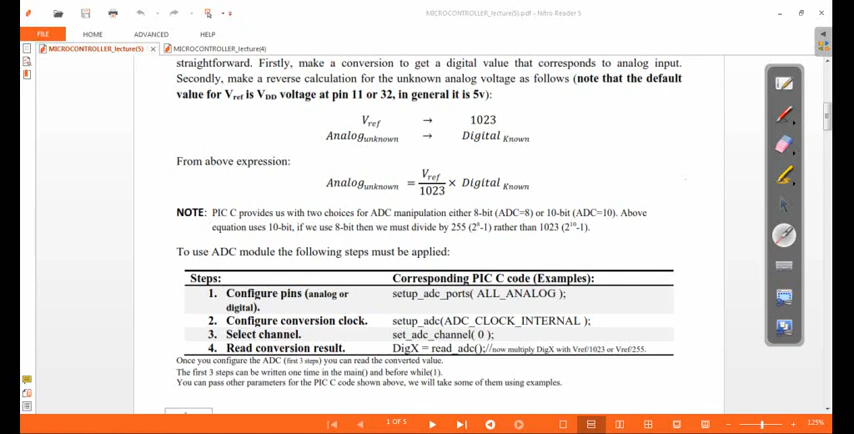 MICROCONTROLLER_lecture(5).pdf - Nitro Reader 5
FILE HOME ADVANCED HELP
MICROCONTROLLER_lecture(5) × MICROCONTROLLER_lecture(4)
straightforward. Firstly, make a conversion to get a digital value that corresponds to analog input.
Secondly, make a reverse calculation for the unknown analog voltage as follows (note that the default
value for Vref is VDD voltage at pin 11 or 32, in general it is 5v):
Vref → 1023
Analog unknown → Digital Known
From above expression:
Analog unknown = Vref/1023 × Digital Known
NOTE: PIC C provides us with two choices for ADC manipulation either 8-bit (ADC=8) or 10-bit (ADC=10). Above
equation uses 10-bit, if we use 8-bit then we must divide by 255 (2⁸-1) rather than 1023 (2¹⁰-1).
To use ADC module the following steps must be applied:
Steps: Corresponding PIC C code (Examples):
1. Configure pins (analog or setup_adc_ports( ALL_ANALOG );
digital).
2. Configure conversion clock. setup_adc(ADC_CLOCK_INTERNAL );
3. Select channel. set_adc_channel( 0 );
4. Read conversion result. DigX = read_adc();//now multiply DigX with Vref/1023 or Vref/255.
Once you configure the ADC (first 3 steps) you can read the converted value.
The first 3 steps can be written one time in the main() and before while(1).
You can pass other parameters for the PIC C code shown above, we will take some of them using examples.
1 OF 5
125%